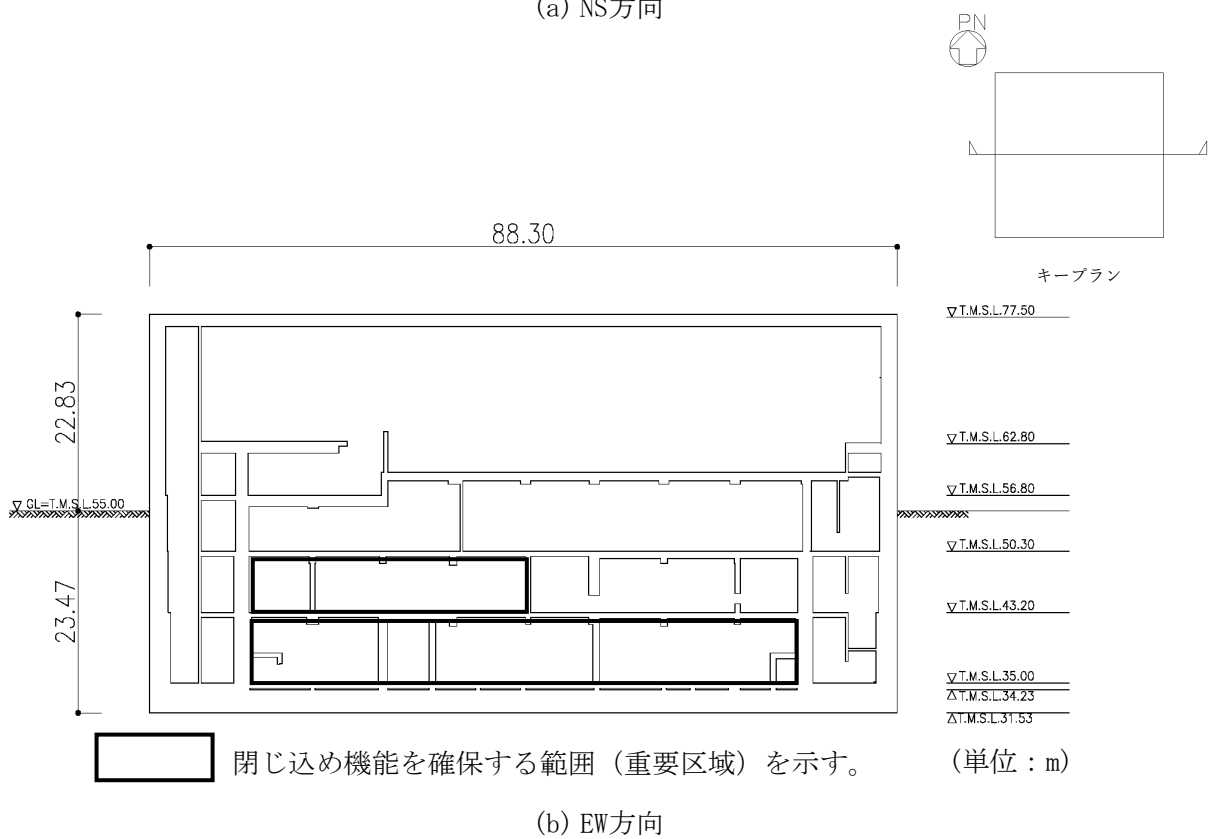 (a) NS方向
PN
キープラン
88.30
22.83
23.47
▽ GL=T.M.S.L.55.00
▽ T.M.S.L.77.50
▽ T.M.S.L.62.80
▽ T.M.S.L.56.80
▽ T.M.S.L.50.30
▽ T.M.S.L.43.20
▽ T.M.S.L.35.00
△ T.M.S.L.34.23
△T.M.S.L.31.53
閉じ込め機能を確保する範囲（重要区域）を示す。
(単位：m)
(b) EW方向